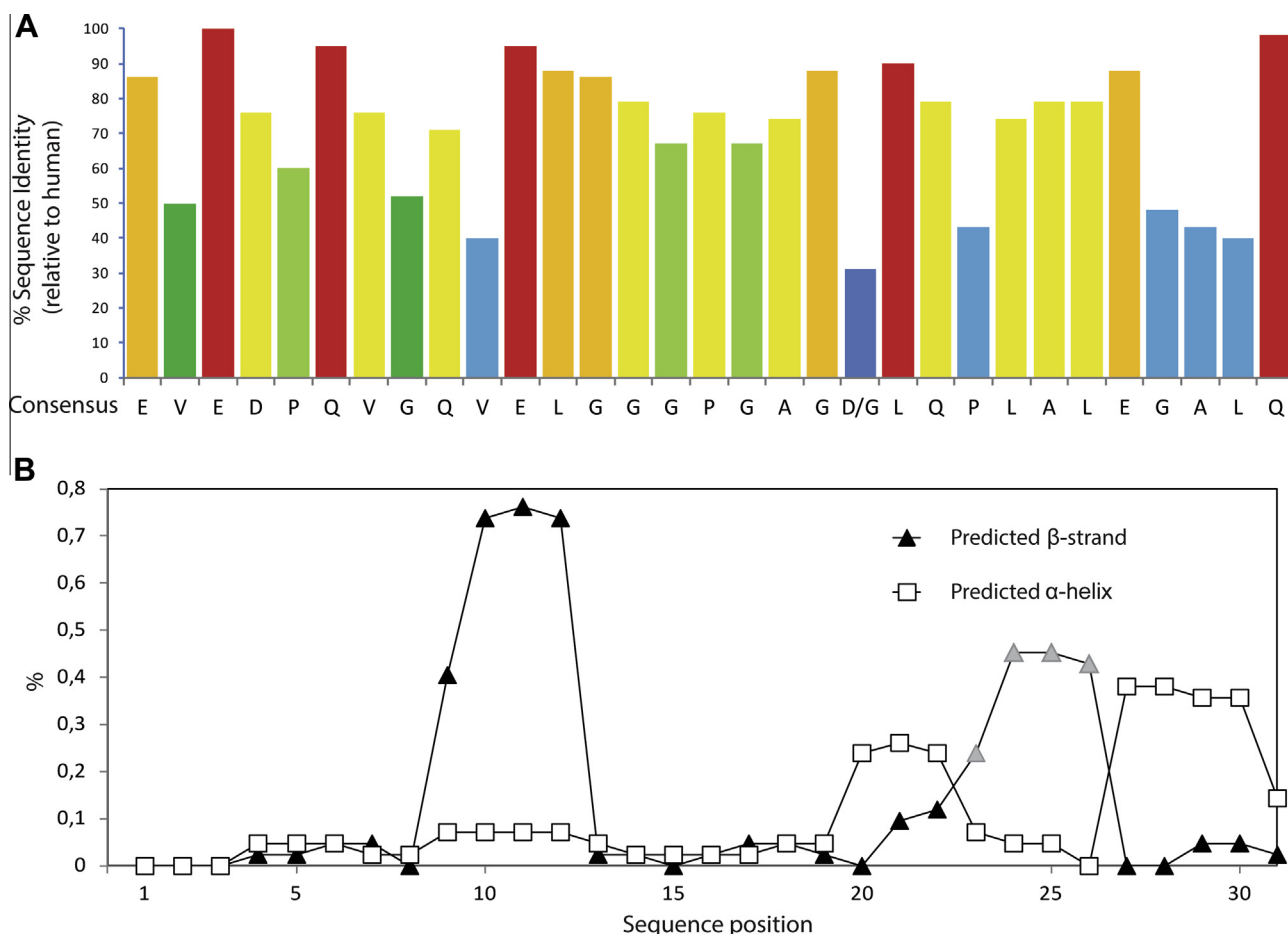 A
100
90
80
70
60
50
40
30
20
10
0
% Sequence Identity
(relative to human)
Consensus E V E D P Q V G Q V E L G G G P G A G D/G L Q P L A L E G A L Q
B
0,8
0,7
0,6
0,5
0,4
0,3
0,2
0,1
0
%
Predicted β-strand
Predicted α-helix
1 5 10 15 20 25 30
Sequence position